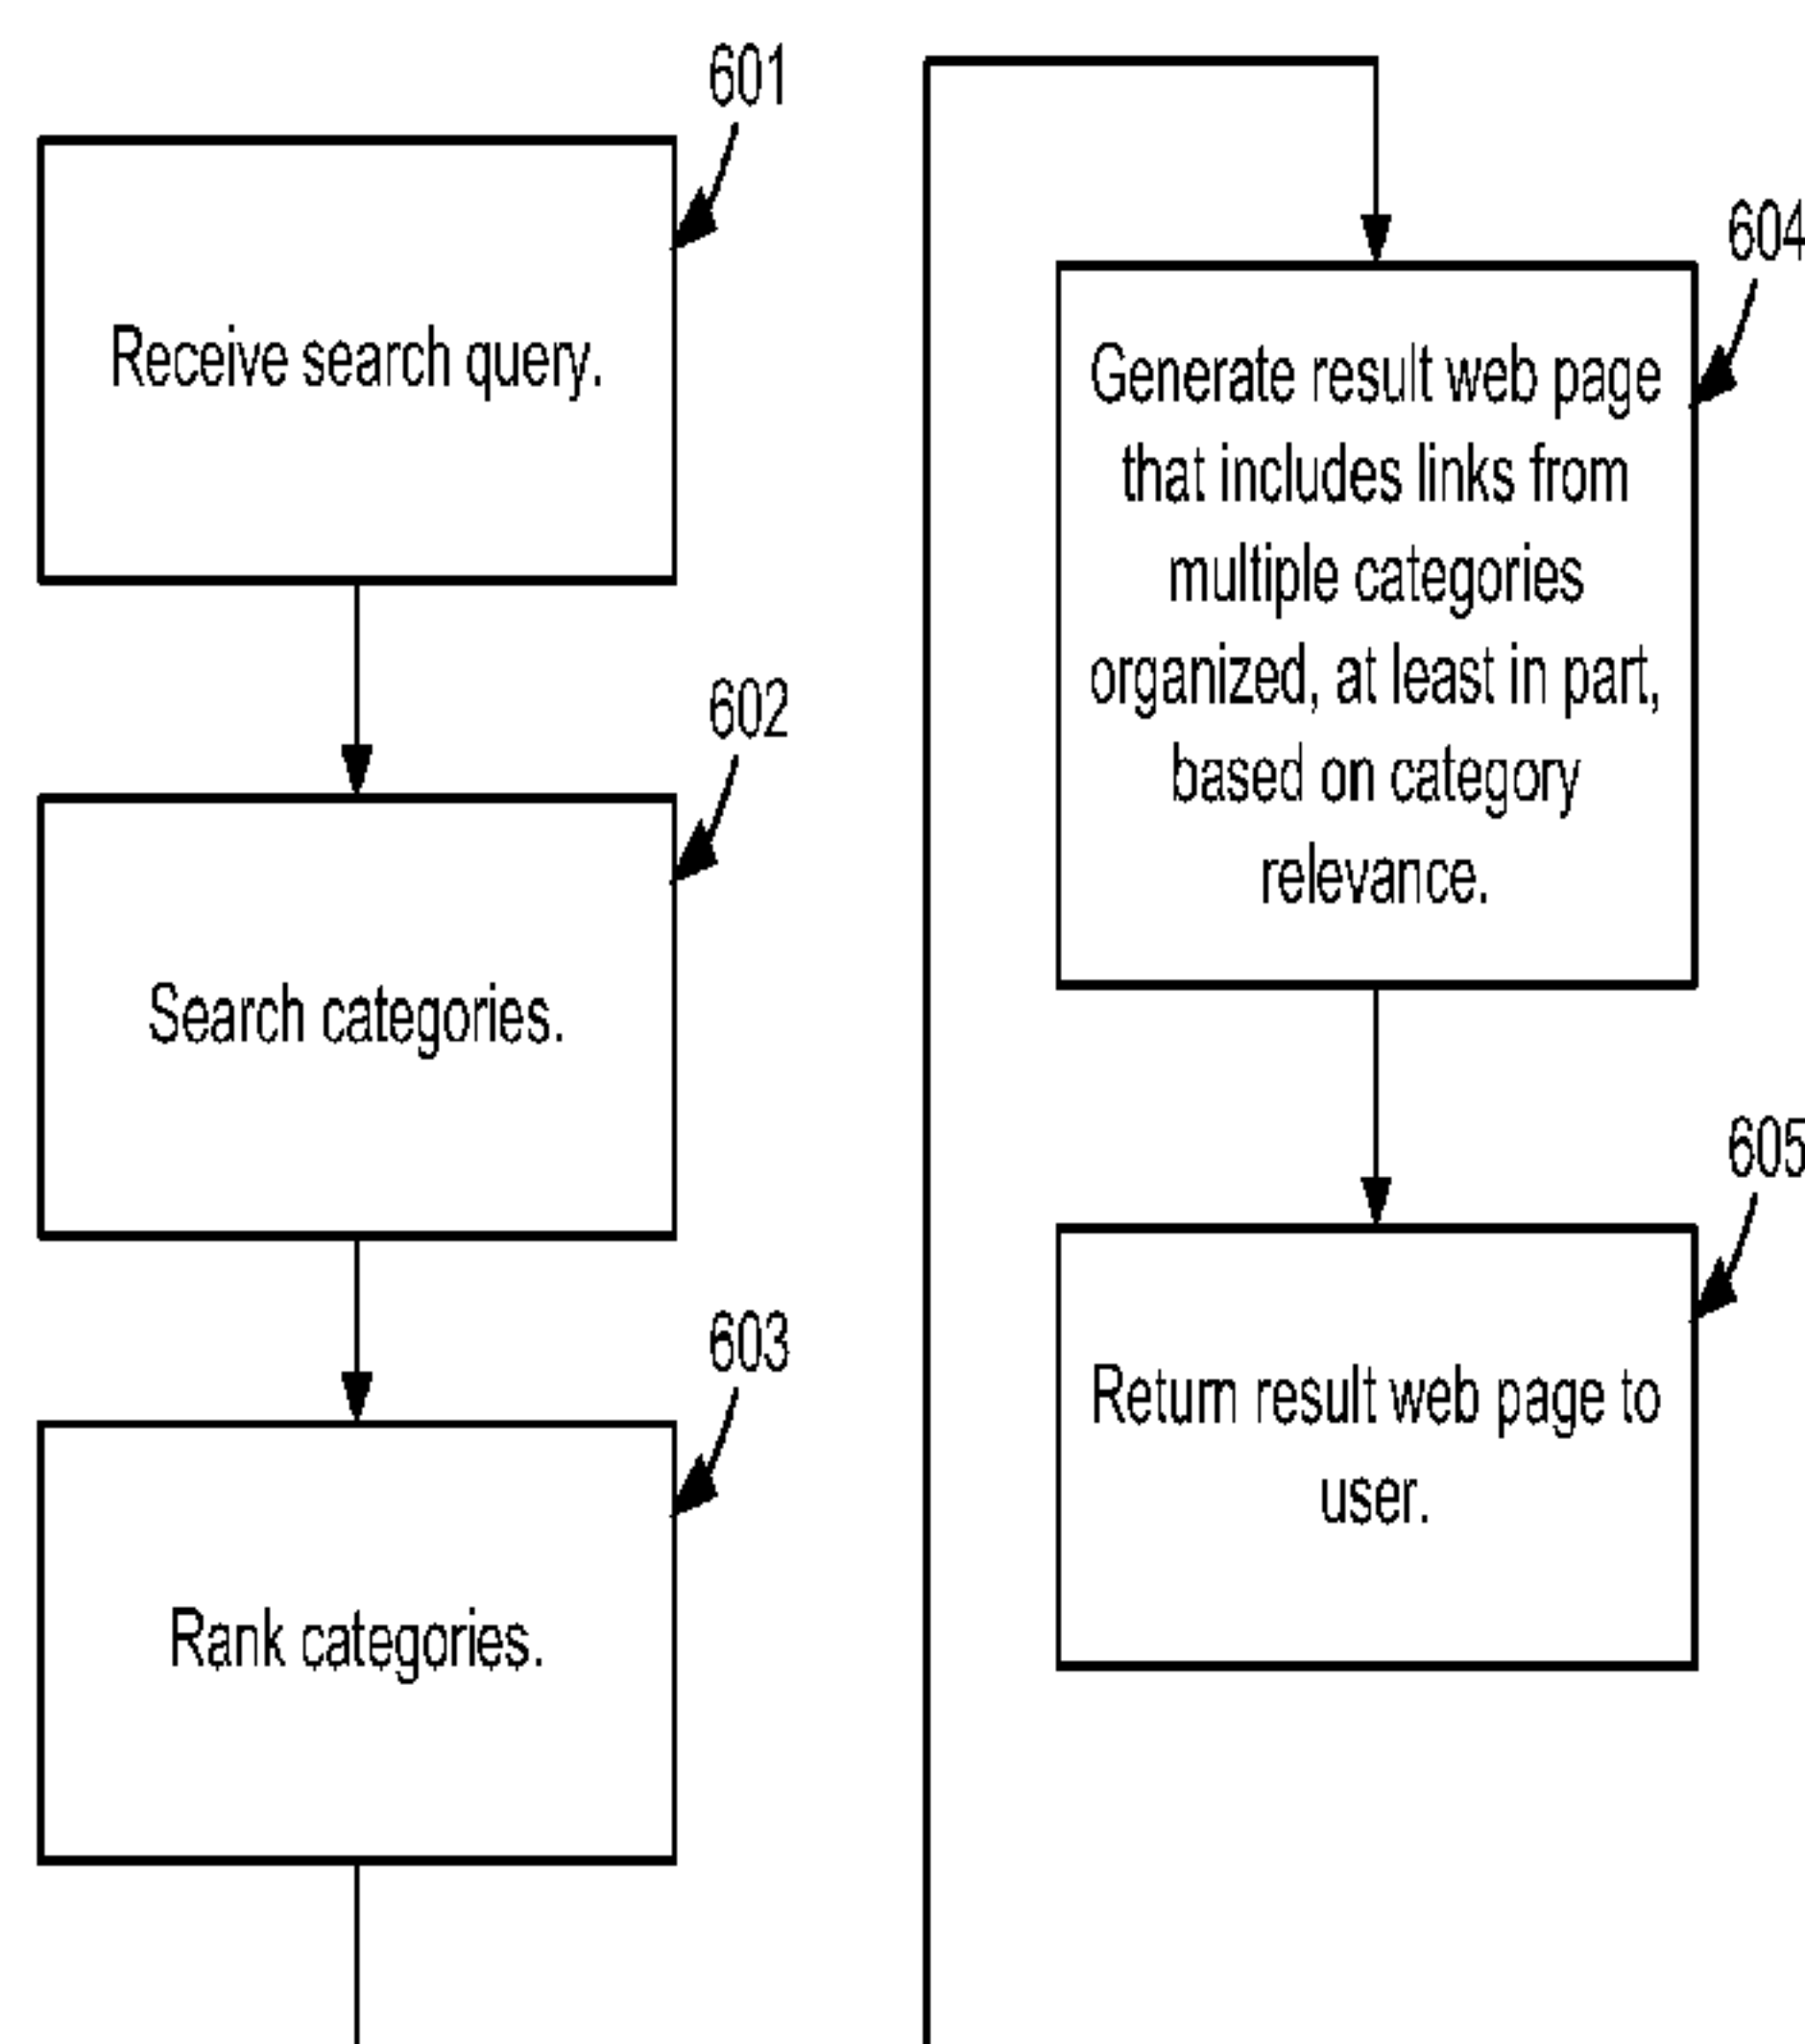 601
Receive search query.
602
Search categories.
603
Rank categories.
604
Generate result web page
that includes links from
multiple categories
organized, at least in part,
based on category
relevance.
605
Return result web page to
user.